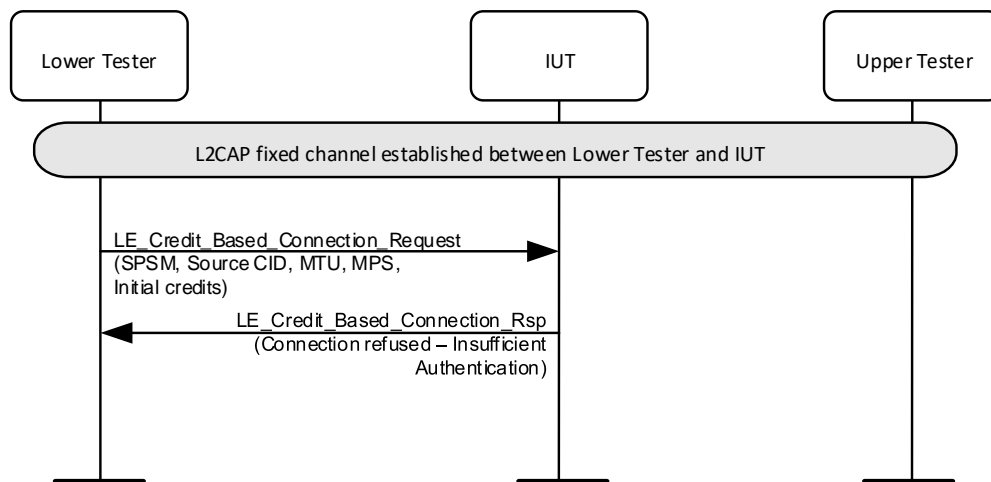 Lower Tester
IUT
Upper Tester
L2CAP fixed channel established between Lower Tester and IUT
LE_Credit_Based_Connection_Request
(SPSM, Source CID, MTU, MPS,
Initial credits)
LE_Credit_Based_Connection_Rsp
(Connection refused – Insufficient
Authentication)